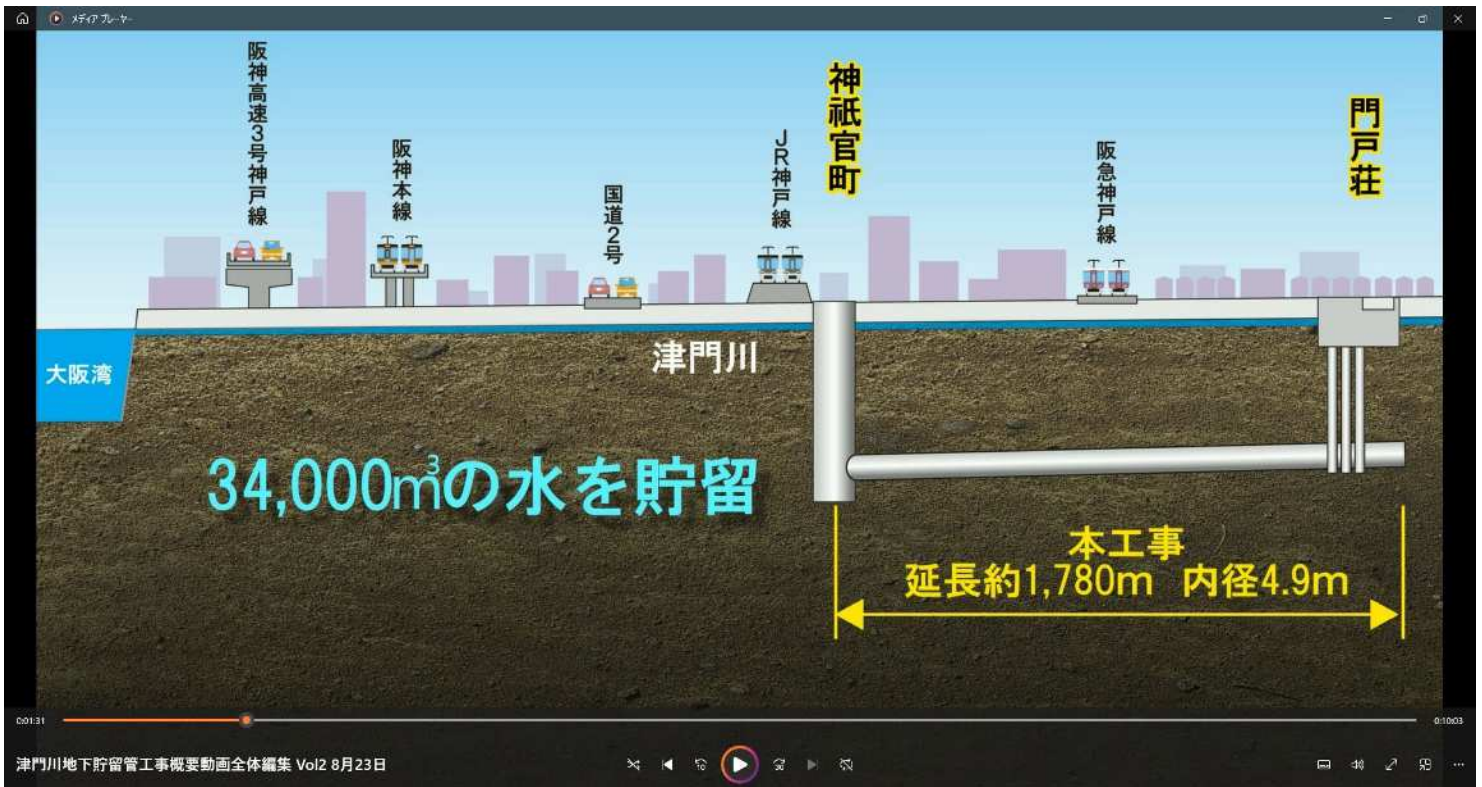 メディア プレーヤー
阪神高速3号神戸線
阪神本線
国道2号
JR神戸線
神祇官町
阪急神戸線
門戸荘
大阪湾
津門川
34,000㎥の水を貯留
本工事
延長約1,780m 内径4.9m
0:01:31
0:10:03
津門川地下貯留管工事概要動画全体編集 Vol2 8月23日
10
30